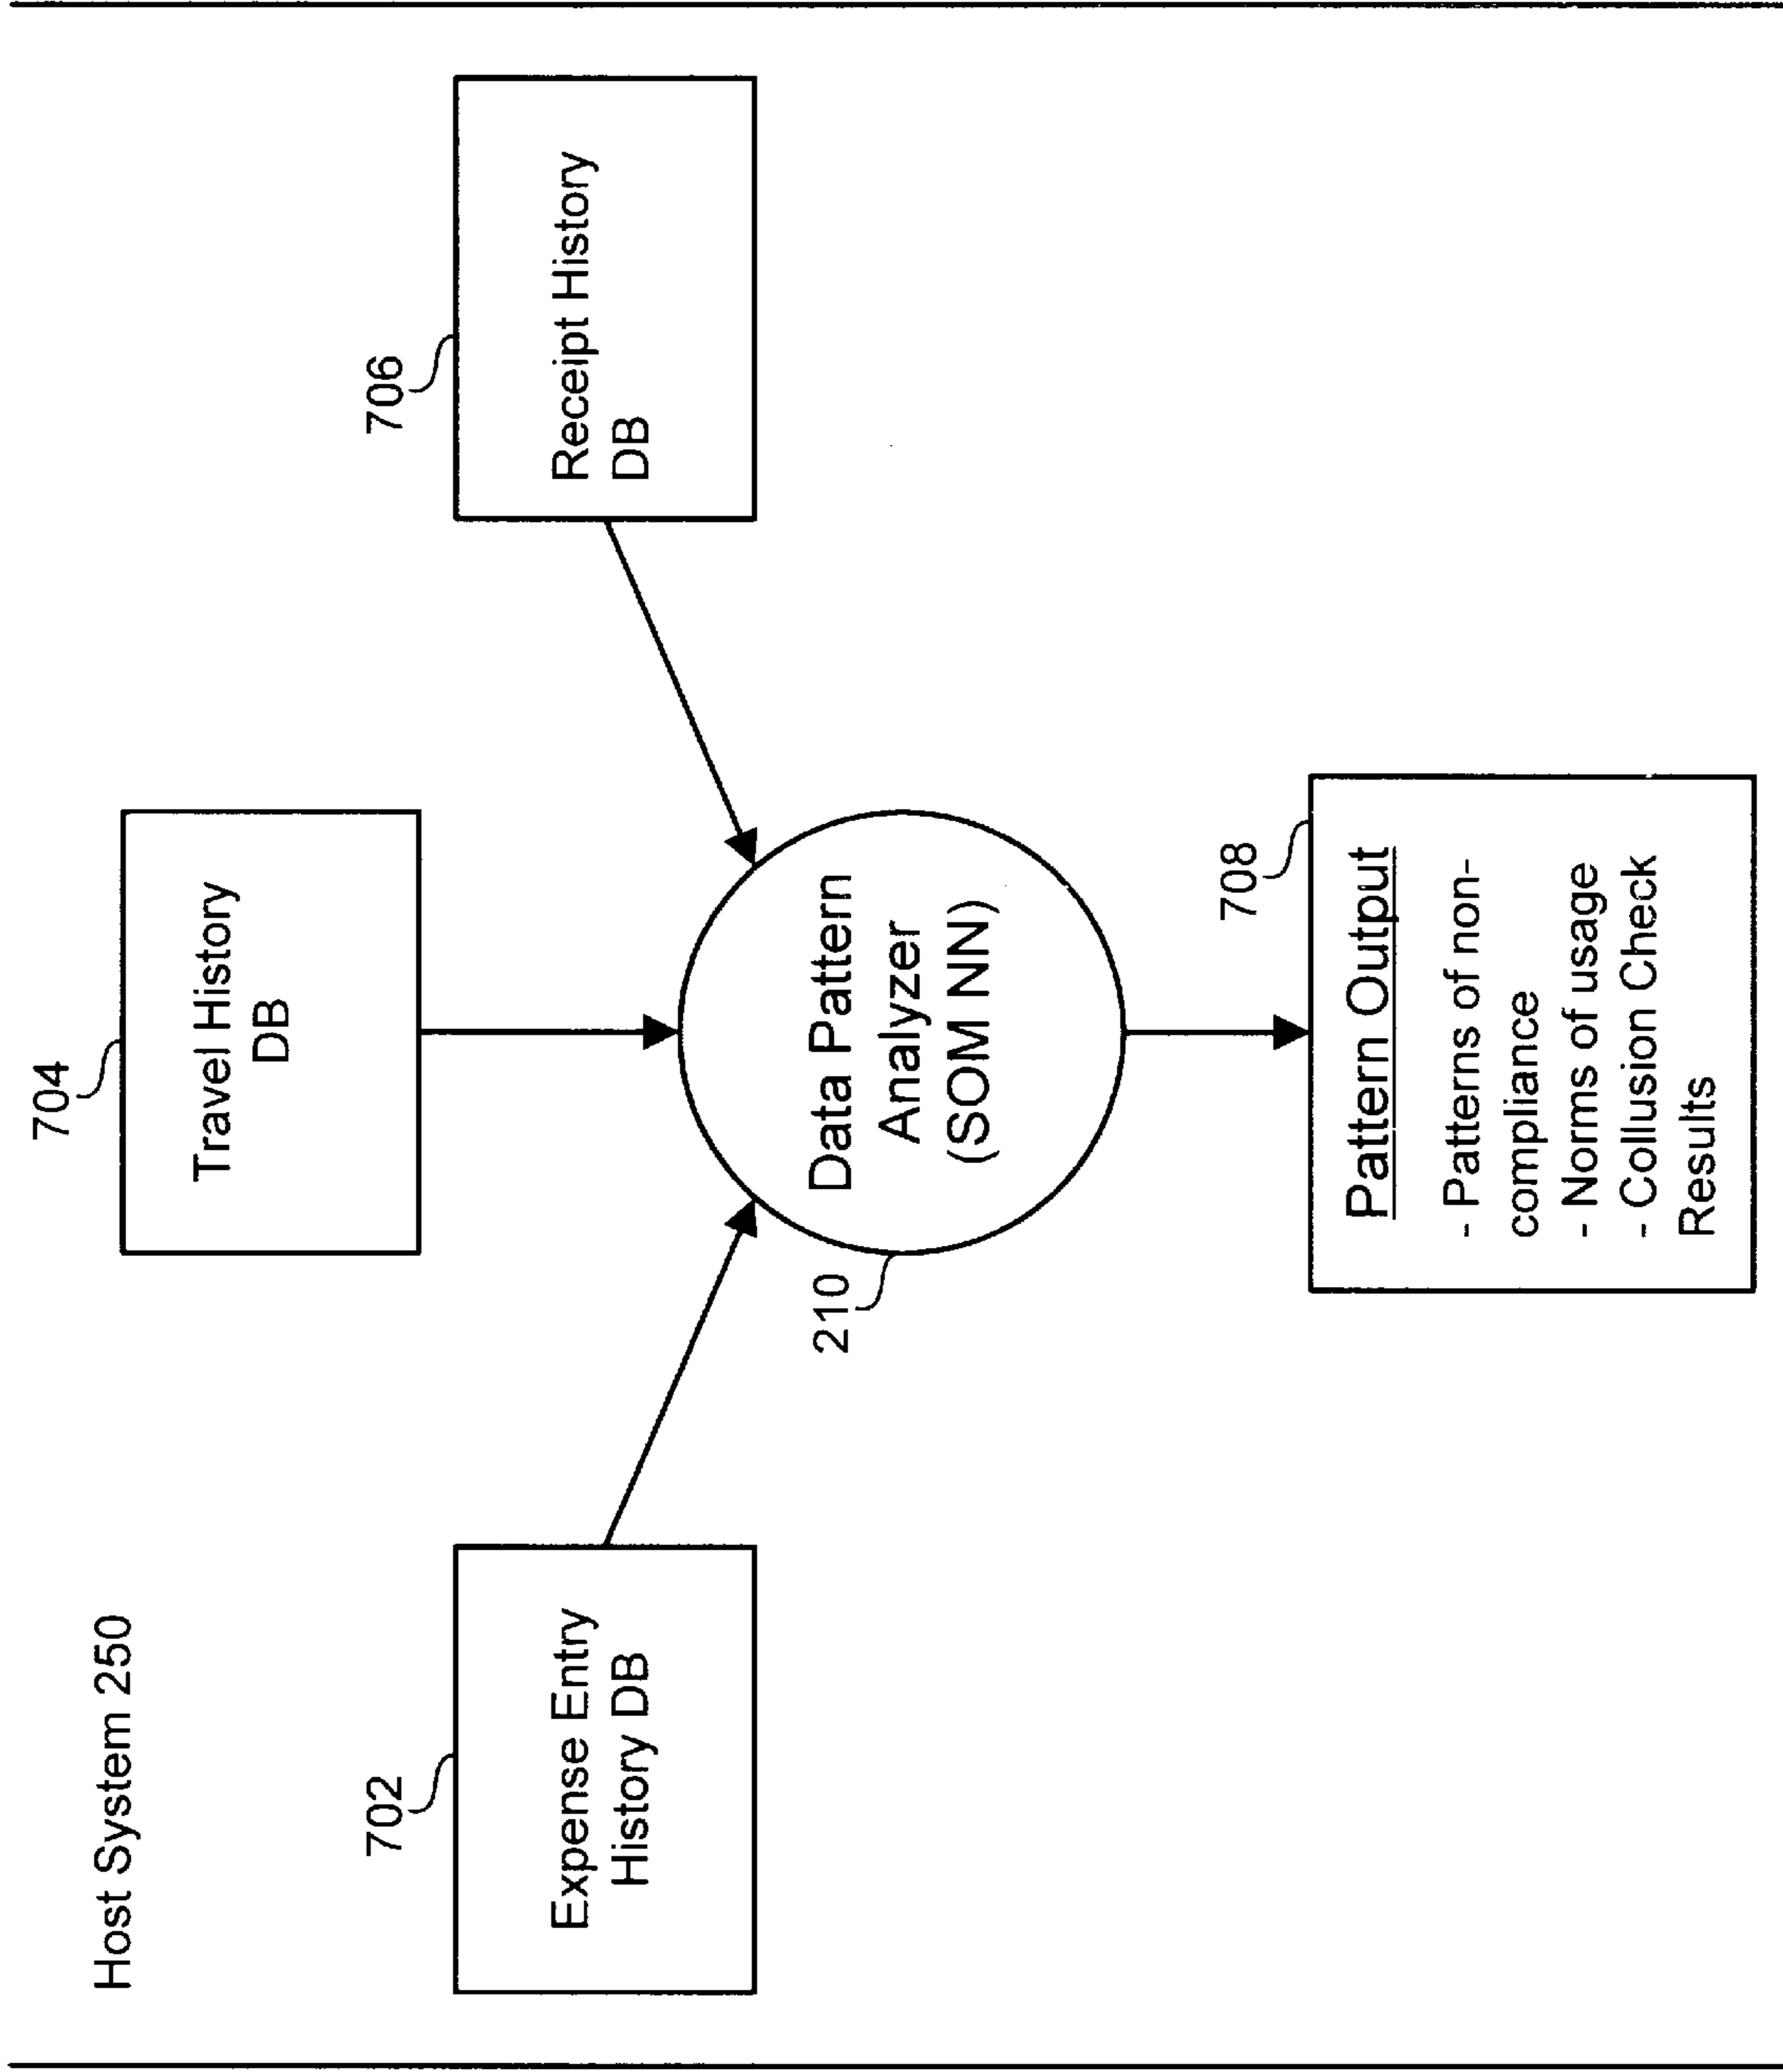 Host System 250
704
Travel History
DB
702
Expense Entry
History DB
706
Receipt History
DB
210
Data Pattern
Analyzer
(SOM NN)
708
Pattern Output
- Patterns of non-
compliance
- Norms of usage
- Collusion Check
Results